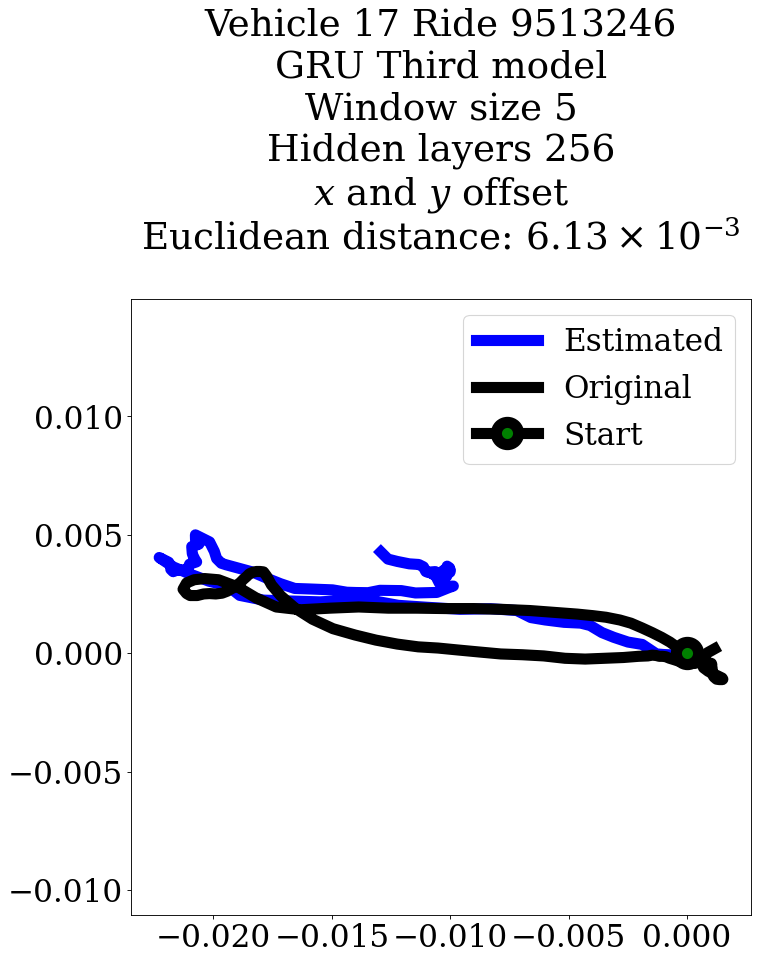 Vehicle 17 Ride 9513246
GRU Third model
Window size 5
Hidden layers 256
x and y offset
Euclidean distance: 6.13 × 10⁻³
Estimated
Original
Start
0.010
0.005
0.000
−0.005
−0.010
−0.020 −0.015 −0.010 −0.005 0.000